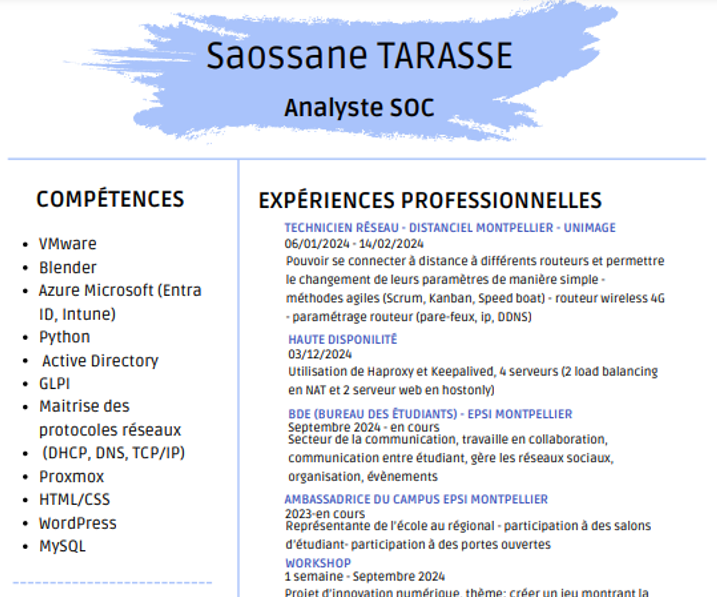 Saossane TARASSE
Analyste SOC
COMPÉTENCES
• VMware
• Blender
• Azure Microsoft (Entra
ID, Intune)
• Python
• Active Directory
• GLPI
• Maitrise des
protocoles réseaux
• (DHCP, DNS, TCP/IP)
• Proxmox
• HTML/CSS
• WordPress
• MySQL
EXPÉRIENCES PROFESSIONNELLES
TECHNICIEN RÉSEAU - DISTANCIEL MONTPELLIER - UNIMAGE
06/01/2024 - 14/02/2024
Pouvoir se connecter à distance à différents routeurs et permettre
le changement de leurs paramètres de manière simple -
méthodes agiles (Scrum, Kanban, Speed boat) - routeur wireless 4G
- paramétrage routeur (pare-feux, ip, DDNS)
HAUTE DISPONILITÉ
03/12/2024
Utilisation de Haproxy et Keepalived, 4 serveurs (2 load balancing
en NAT et 2 serveur web en hostonly)
BDE (BUREAU DES ÉTUDIANTS) - EPSI MONTPELLIER
Septembre 2024 - en cours
Secteur de la communication, travaille en collaboration,
communication entre étudiant, gère les réseaux sociaux,
organisation, évènements
AMBASSADRICE DU CAMPUS EPSI MONTPELLIER
2023-en cours
Représentante de l'école au régional - participation à des salons
d'étudiant- participation à des portes ouvertes
WORKSHOP
1 semaine - Septembre 2024
Projet d'innovation numérique, thème: créer un jeu montrant la